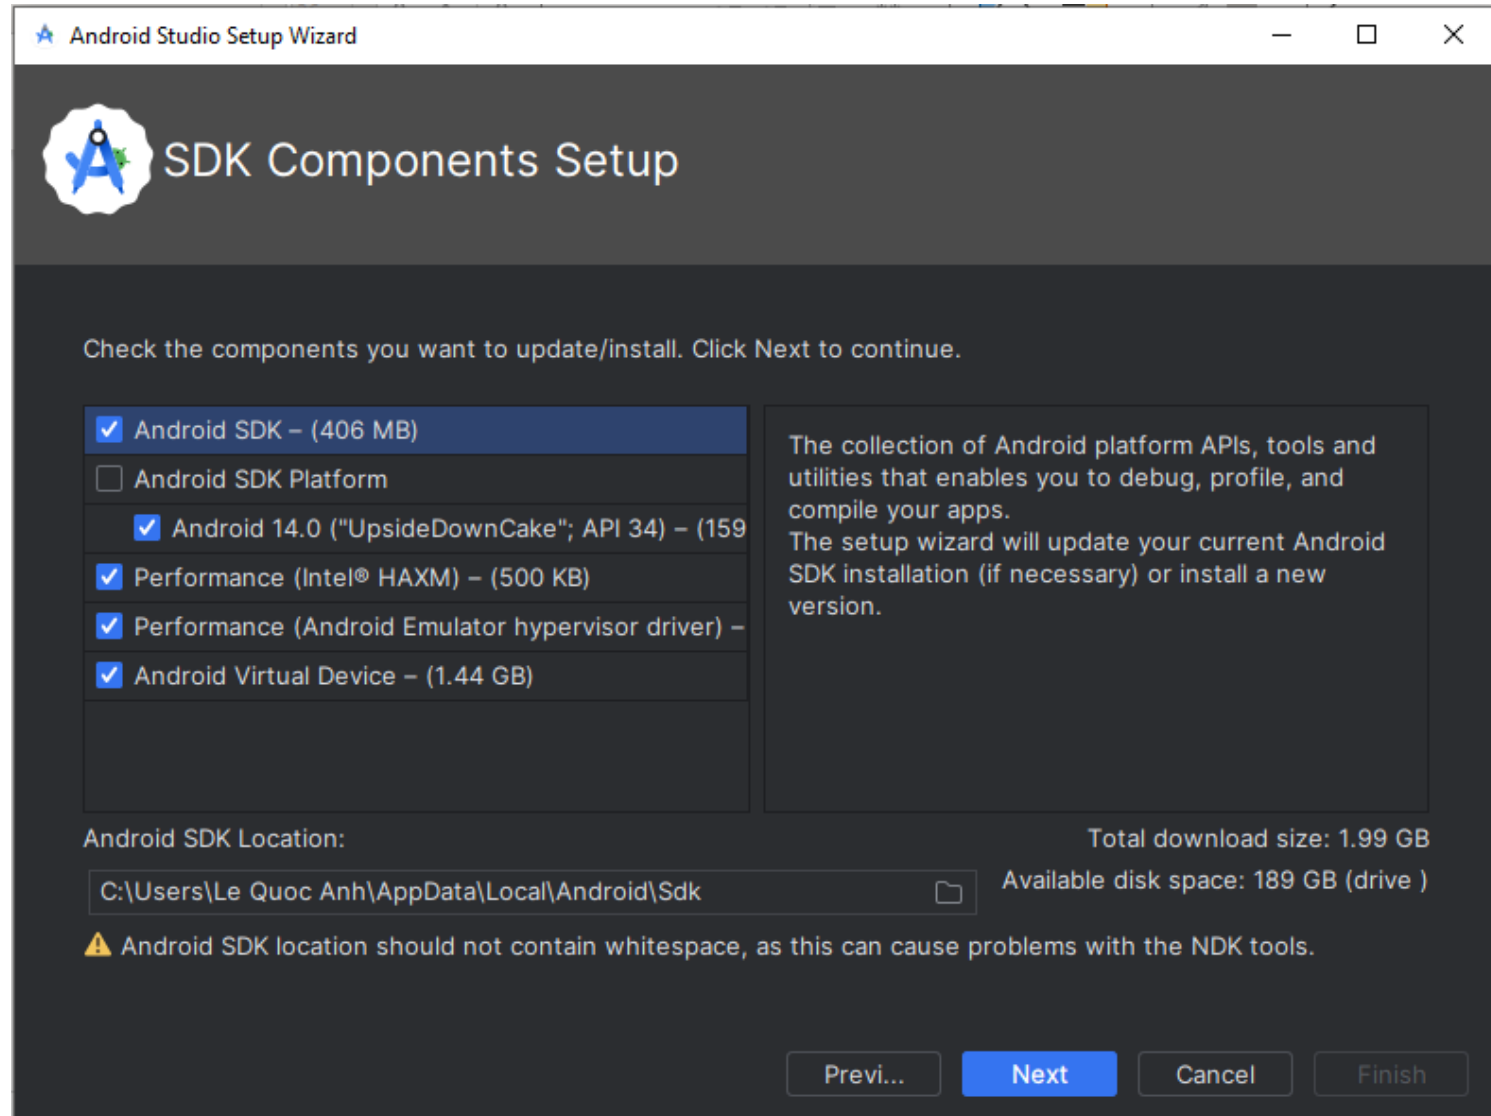 Android Studio Setup Wizard
SDK Components Setup
Check the components you want to update/install. Click Next to continue.
Android SDK – (406 MB)
Android SDK Platform
Android 14.0 ("UpsideDownCake"; API 34) – (159
Performance (Intel® HAXM) – (500 KB)
Performance (Android Emulator hypervisor driver) –
Android Virtual Device – (1.44 GB)
The collection of Android platform APIs, tools and
utilities that enables you to debug, profile, and
compile your apps.
The setup wizard will update your current Android
SDK installation (if necessary) or install a new
version.
Android SDK Location:
Total download size: 1.99 GB
C:\Users\Le Quoc Anh\AppData\Local\Android\Sdk
Available disk space: 189 GB (drive )
Android SDK location should not contain whitespace, as this can cause problems with the NDK tools.
Previ...
Next
Cancel
Finish